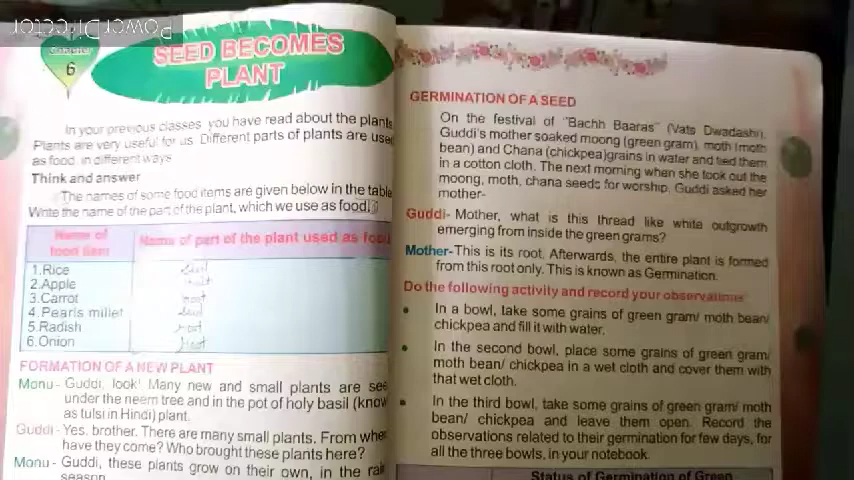 PowerDirector
Chapter
6
SEED BECOMES
PLANT
In your previous classes you have read about the plants
Plants are very useful for us. Different parts of plants are used
as food in different ways
Think and answer
The names of some food items are given below in the table
Write the name of the part of the plant, which we use as food.
Name of
food item
Name of part of the plant used as food
1.Rice
seed
2.Apple
fruit
3.Carrot
root
4.Pearls millet
seed
5.Radish
root
6.Onion
FORMATION OF A NEW PLANT
Monu - Guddi, look! Many new and small plants are see
under the neem tree and in the pot of holy basil (know
as tulsi in Hindi) plant.
Guddi - Yes, brother. There are many small plants. From wher
have they come? Who brought these plants here?
Monu - Guddi, these plants grow on their own, in the rai
season
GERMINATION OF A SEED
On the festival of "Bachh Baaras" (Vats Dwadashi),
Guddi's mother soaked moong (green gram), moth (moth
bean) and Chana (chickpea)grains in water and tied them
in a cotton cloth. The next morning when she took out the
moong, moth, chana seeds for worship. Guddi asked her
mother-
Guddi- Mother, what is this thread like white outgrowth
emerging from inside the green grams?
Mother-This is its root. Afterwards, the entire plant is formed
from this root only. This is known as Germination.
Do the following activity and record your observations
• In a bowl, take some grains of green gram/ moth bean/
chickpea and fill it with water.
• In the second bowl, place some grains of green gram/
moth bean/ chickpea in a wet cloth and cover them with
that wet cloth.
• In the third bowl, take some grains of green gram/ moth
bean/ chickpea and leave them open. Record the
observations related to their germination for few days, for
all the three bowls, in your notebook.
Status of Germination of Green